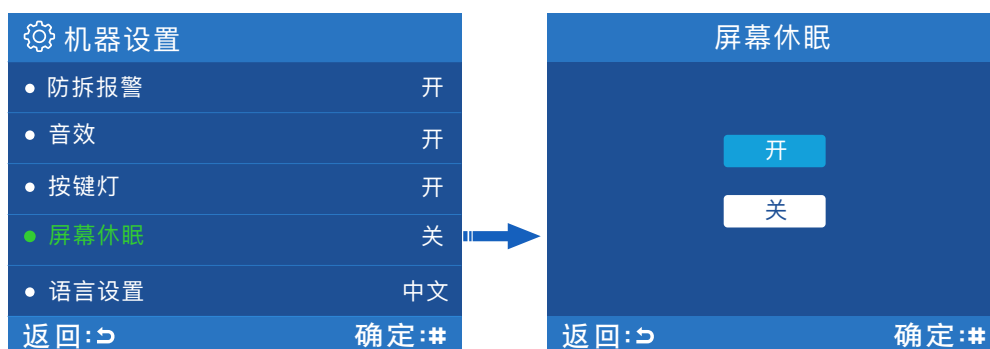 机器设置
防拆报警 开
音效 开
按键灯 开
屏幕休眠 关
语言设置 中文
返回:⮌ 确定:#
屏幕休眠
开
关
返回:⮌ 确定:#